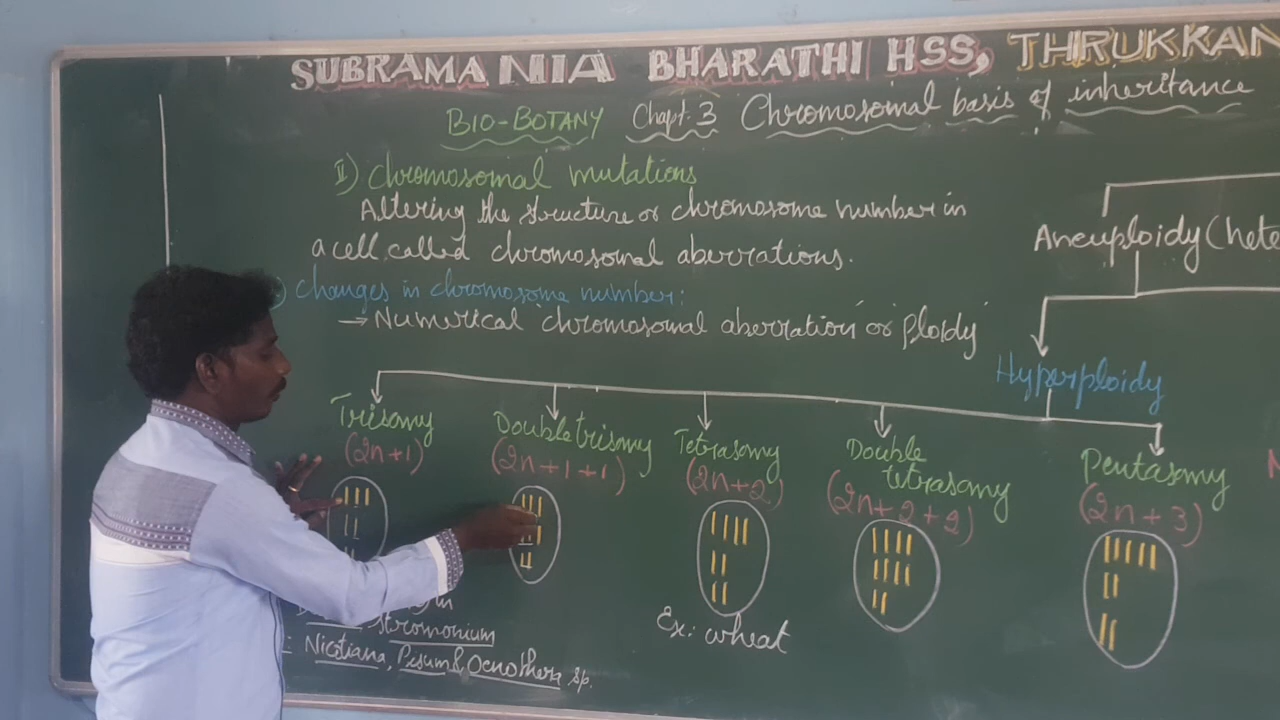 SUBRAMANIA BHARATHI HSS, THRUKKAN
BIO-BOTANY Chapt. 3 Chromosomal basis of inheritance
II) Chromosomal mutations
Altering the structure or chromosome number in
a cell called chromosomal aberrations.
Changes in chromosome number:
→ Numerical chromosomal aberration or ploidy
Aneuploidy (hete
Hyperploidy
Trisomy
(2n+1)
Double trisomy
(2n+1+1)
Tetrasomy
(2n+2)
Double tetrasomy
(2n+2+2)
Pentasomy
(2n+3)
Ex: wheat
stromonium
Nicotiana, Pisum & Oenothera sp.